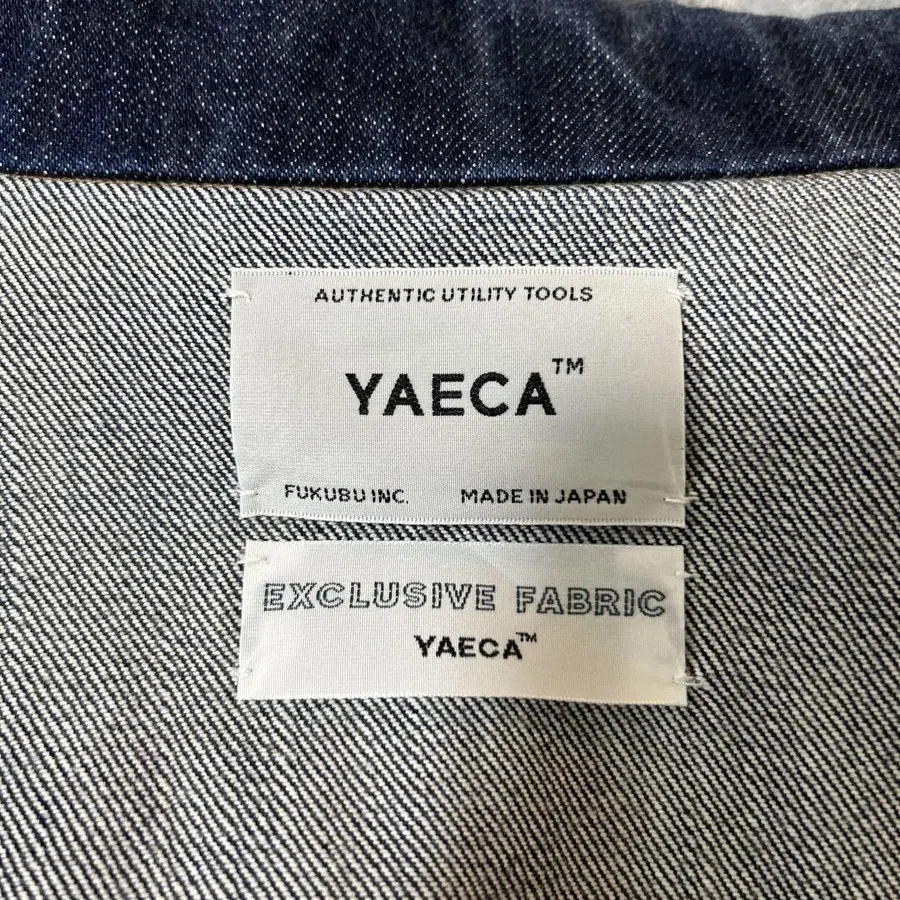 AUTHENTIC UTILITY TOOLS
YAECA™
FUKUBU INC. MADE IN JAPAN
EXCLUSIVE FABRIC
YAECA™